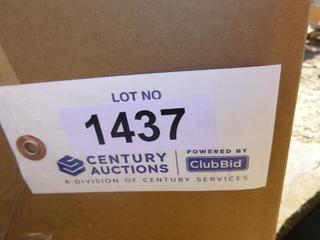 LOT NO
1437
CENTURY AUCTIONS
POWERED BY
ClubBid
A DIVISION OF CENTURY SERVICES